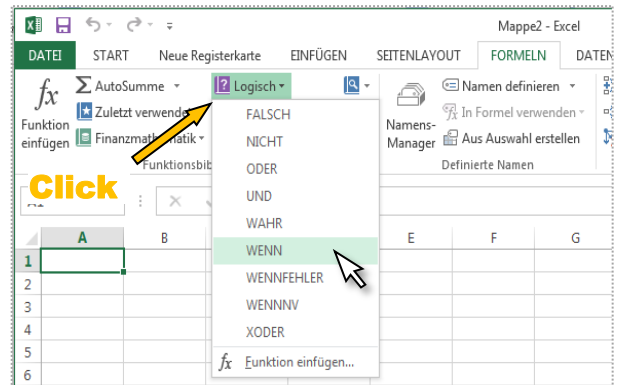 Mappe2 - Excel
DATEI START Neue Registerkarte EINFÜGEN SEITENLAYOUT FORMELN DATEN
fx
Funktion
einfügen
AutoSumme
Zuletzt
Finanzmathematik
Logisch
Namens-
Manager
Namen definieren
In Formel verwenden
Aus Auswahl erstellen
Definierte Namen
Click
FALSCH
NICHT
ODER
UND
WAHR
WENN
WENNFEHLER
WENNNV
XODER
fx Funktion einfügen...
A B E F G
1
2
3
4
5
6